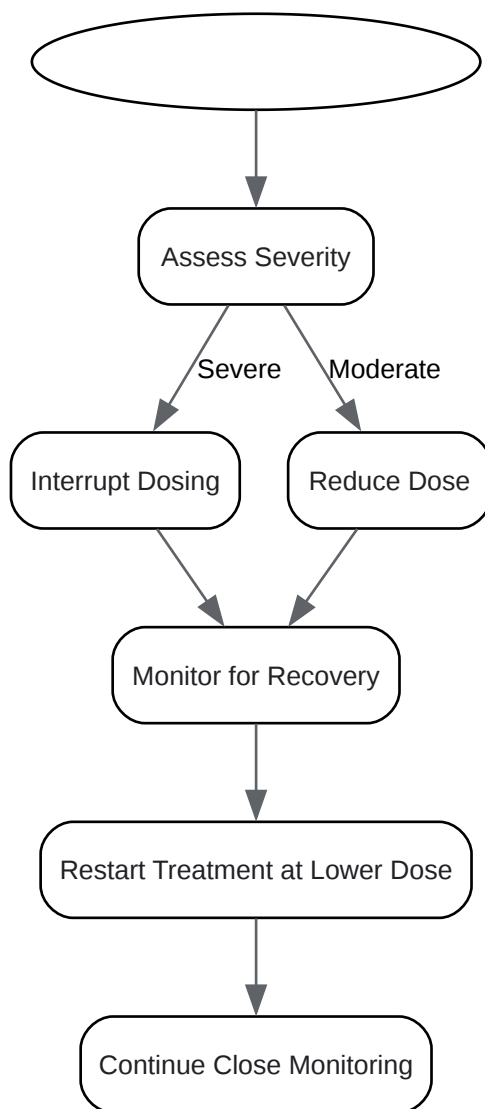 Assess Severity
Severe
Moderate
Interrupt Dosing
Reduce Dose
Monitor for Recovery
Restart Treatment at Lower Dose
Continue Close Monitoring